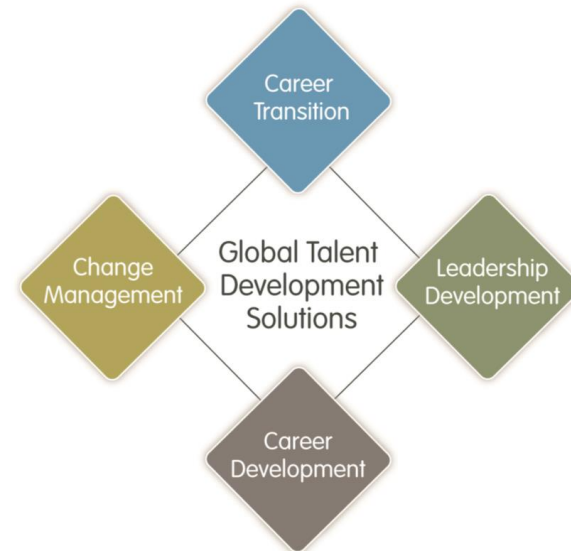 Career
Transition
Change
Management
Global Talent
Development
Solutions
Leadership
Development
Career
Development